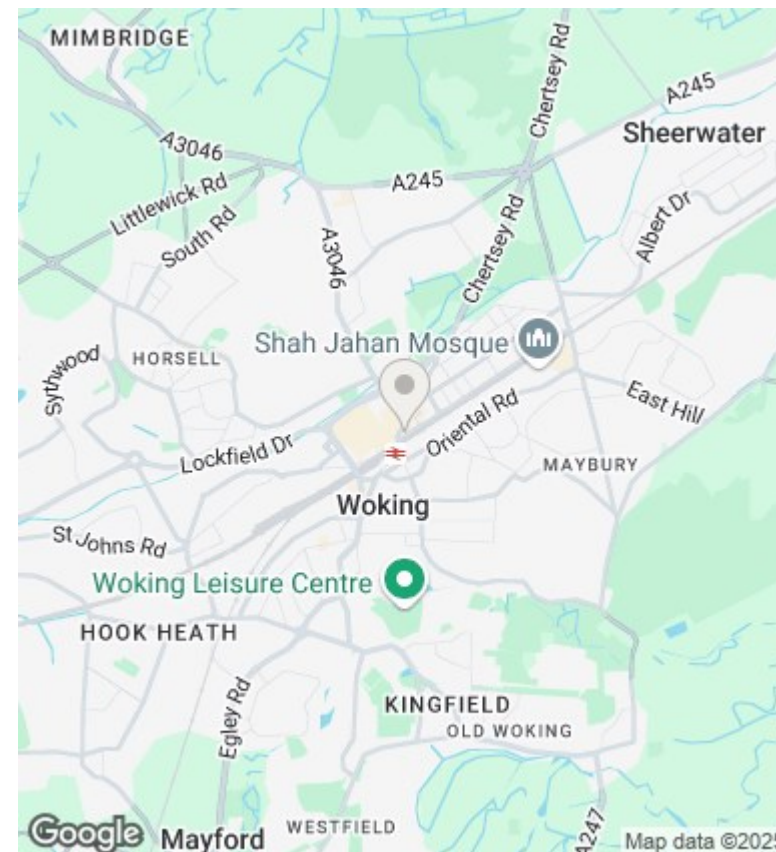 MIMBRIDGE
Chertsey Rd
A245
Sheerwater
A3046
A245
Littlewick Rd
South Rd
Albert Dr
A3046
Chertsey Rd
Shah Jahan Mosque
HORSELL
Sythwood
East Hill
Oriental Rd
Lockfield Dr
MAYBURY
Woking
St Johns Rd
Woking Leisure Centre
HOOK HEATH
KINGFIELD
Egley Rd
OLD WOKING
A247
WESTFIELD
Google
Mayford
Map data ©2025